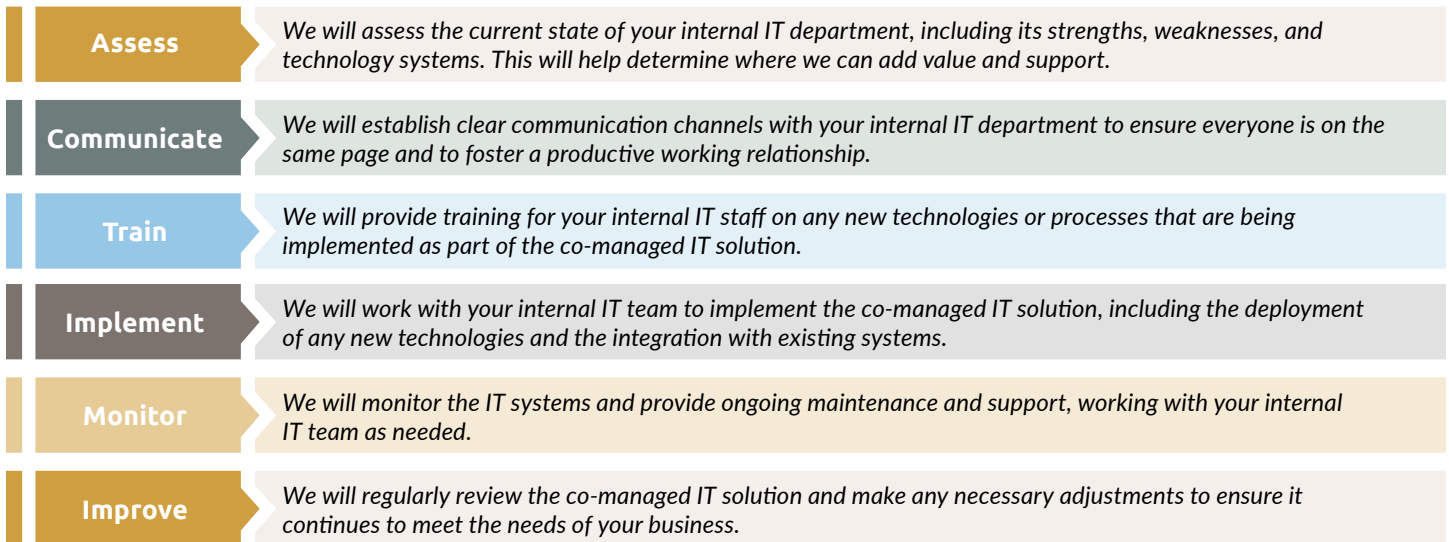 Assess
We will assess the current state of your internal IT department, including its strengths, weaknesses, and
technology systems. This will help determine where we can add value and support.
Communicate
We will establish clear communication channels with your internal IT department to ensure everyone is on the
same page and to foster a productive working relationship.
Train
We will provide training for your internal IT staff on any new technologies or processes that are being
implemented as part of the co-managed IT solution.
Implement
We will work with your internal IT team to implement the co-managed IT solution, including the deployment
of any new technologies and the integration with existing systems.
Monitor
We will monitor the IT systems and provide ongoing maintenance and support, working with your internal
IT team as needed.
Improve
We will regularly review the co-managed IT solution and make any necessary adjustments to ensure it
continues to meet the needs of your business.